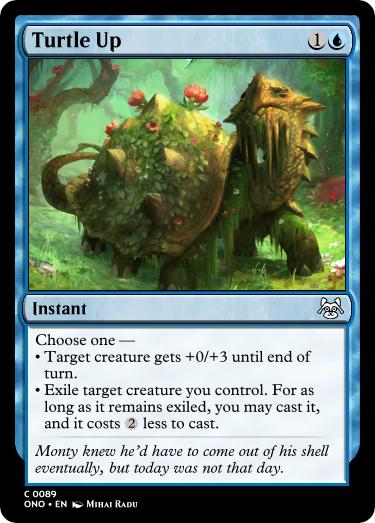 Turtle Up 1
Instant
Choose one —
• Target creature gets +0/+3 until end of
turn.
• Exile target creature you control. For as
long as it remains exiled, you may cast it,
and it costs 2 less to cast.
Monty knew he'd have to come out of his shell
eventually, but today was not that day.
C 0089
ONO • EN Mihai Radu